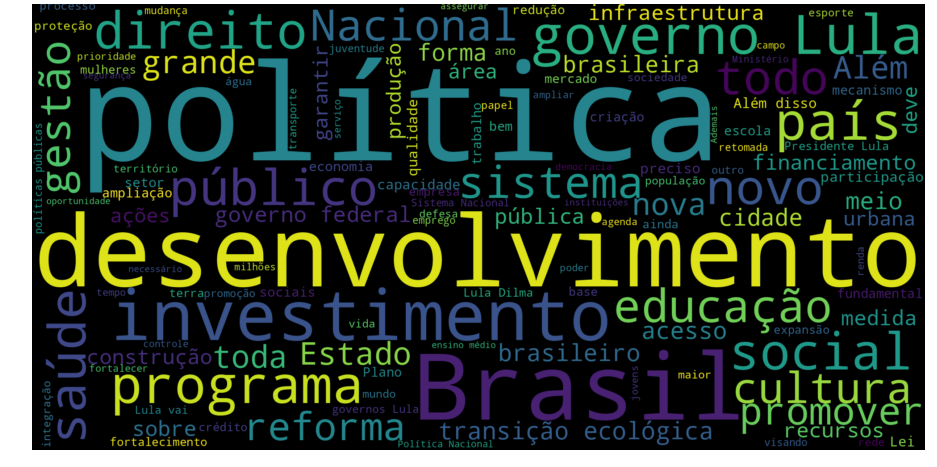 processo
mudança
assegurar
redução
infraestrutura
esporte
proteção
direito
Nacional
governo
Lula
prioridade
mulheres
segurança
grande
juventude
forma
ano
área
brasileira
mercado
sociedade
campo
Ministério
todo
Além
mecanismo
água
transporte
serviço
garantir
produção
qualidade
trabalho
papel
bem
ampliar
criação
Além disso
escola
retomada
Ademais
país
deve
Presidente Lula
gestão
política
políticas públicas
território
setor
oportunidade
ampliação
ações
público
economia
capacidade
governo federal
empresa
Sistema Nacional
defesa
emprego
sistema
pública
democracia
instituições
agenda
ainda
população
preciso
outro
nova
novo
financiamento
participação
cidade
meio
urbana
desenvolvimento
necessário
milhões
poder
renda
saúde
tempo
terra
promoção
sociais
investimento
Lula Dilma
base
educação
fundamental
acesso
expansão
medida
controle
vida
construção
fortalecer
toda
Estado
ensino médio
brasileiro
social
programa
Plano
mundo
Brasil
jovens
maior
cultura
promover
integração
Lula vai
crédito
governos Lula
sobre
reforma
transição ecológica
recursos
fortalecimento
Política Nacional
visando
rede
Lei